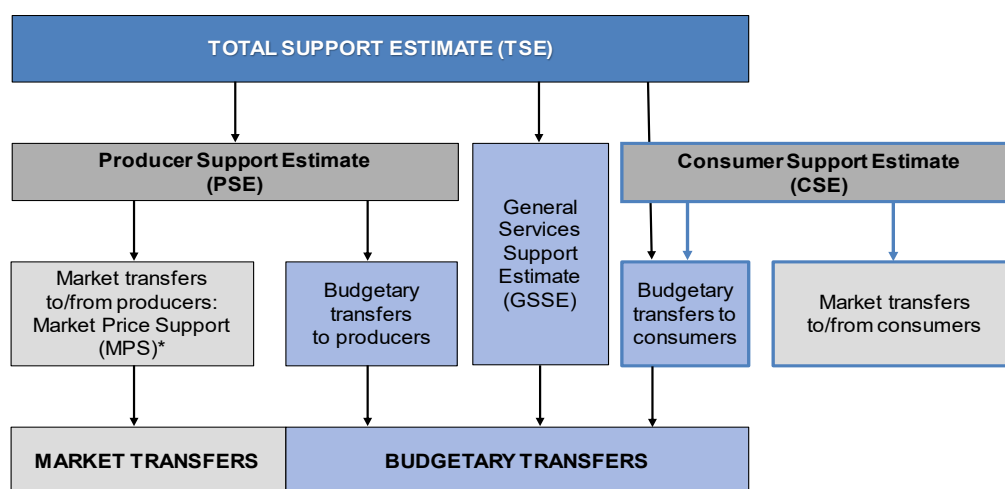 TOTAL SUPPORT ESTIMATE (TSE)
Producer Support Estimate
(PSE)
General
Services
Support
Estimate
(GSSE)
Consumer Support Estimate
(CSE)
Market transfers
to/from producers:
Market Price Support
(MPS)*
Budgetary
transfers
to producers
Budgetary
transfers to
consumers
Market transfers
to/from consumers
MARKET TRANSFERS
BUDGETARY TRANSFERS